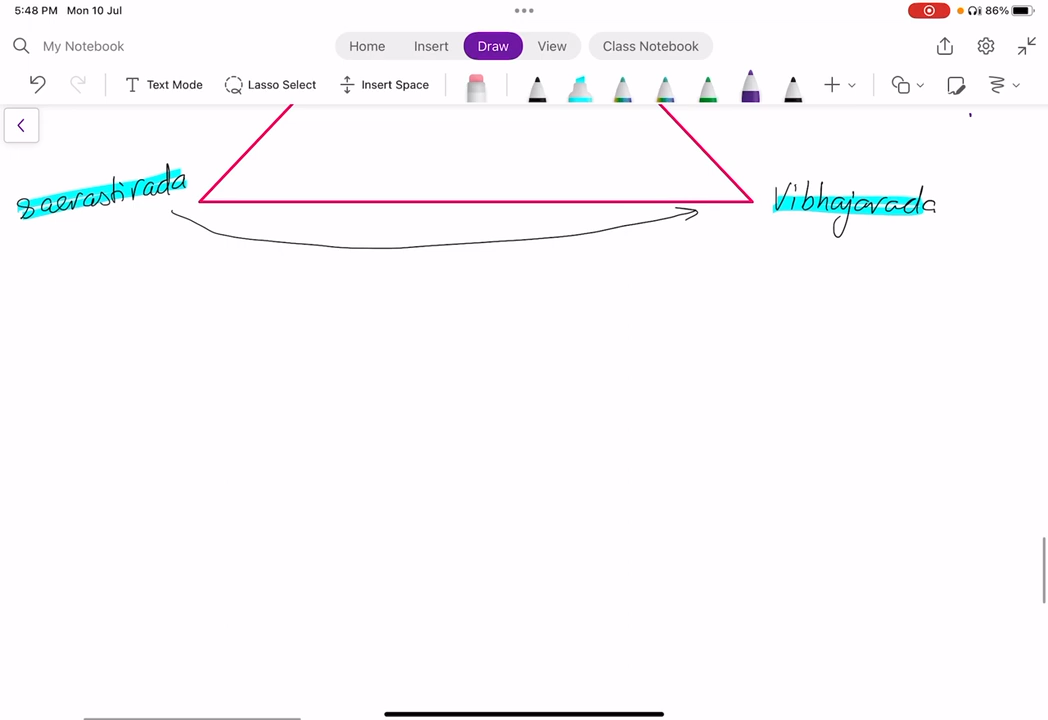 5:48 PM Mon 10 Jul
86%
My Notebook
Home Insert Draw View Class Notebook
Text Mode Lasso Select Insert Space
saerastirada
Vibhajavada